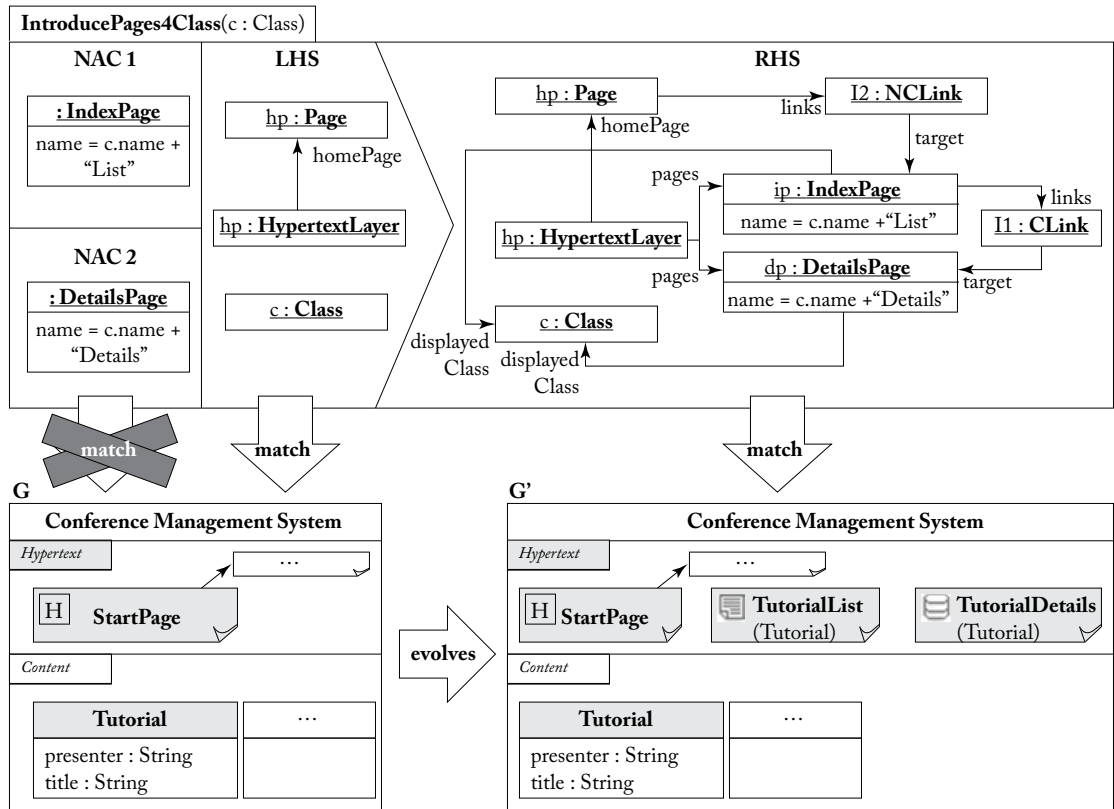 IntroducePages4Class(c : Class)
NAC 1
: IndexPage
name = c.name +
“List”
NAC 2
: DetailsPage
name = c.name +
“Details”
LHS
hp : Page
homePage
hp : HypertextLayer
c : Class
RHS
hp : Page
links
I2 : NCLink
homePage
target
pages
ip : IndexPage
name = c.name +“List”
links
I1 : CLink
hp : HypertextLayer
pages
dp : DetailsPage
name = c.name +“Details”
target
c : Class
displayed
Class
displayed
Class
match
match
match
G
Conference Management System
Hypertext
…
H
StartPage
Content
Tutorial
…
presenter : String
title : String
evolves
G’
Conference Management System
Hypertext
…
H
StartPage
TutorialList
(Tutorial)
TutorialDetails
(Tutorial)
Content
Tutorial
…
presenter : String
title : String